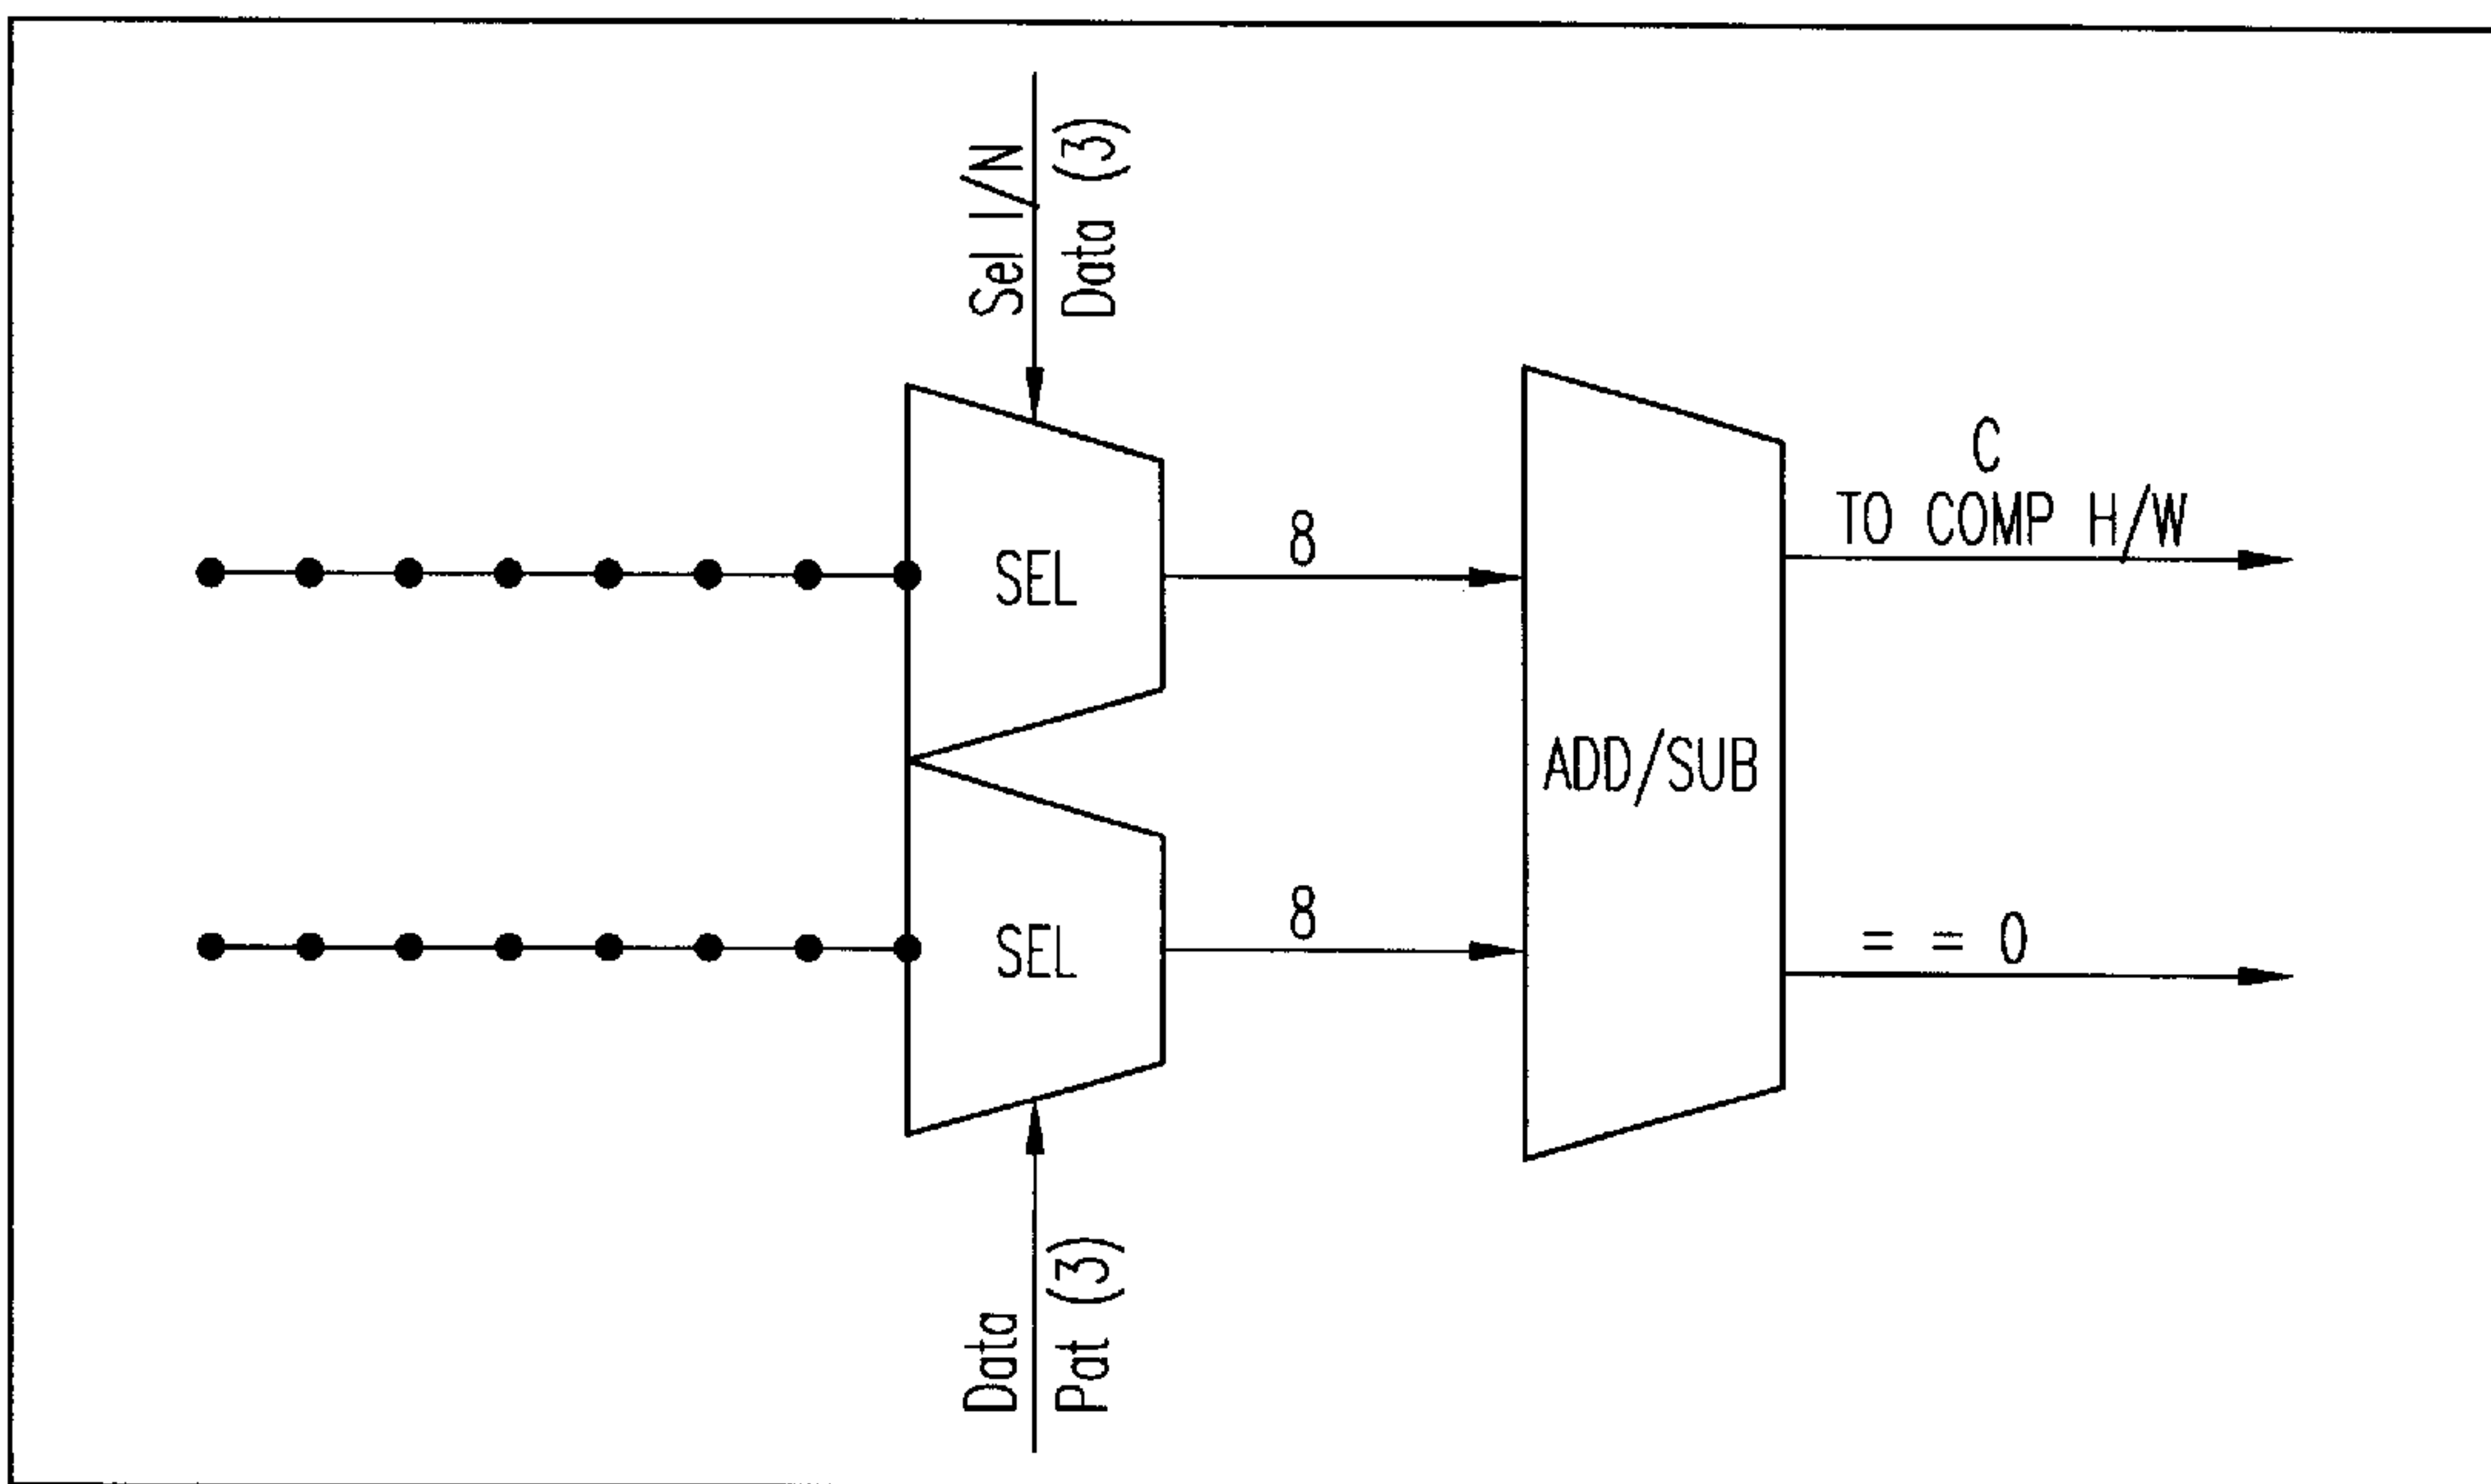 Sel I/N
Data (3)
SEL
8
C
TO COMP H/W
ADD/SUB
SEL
8
= = 0
Data
Pat (3)